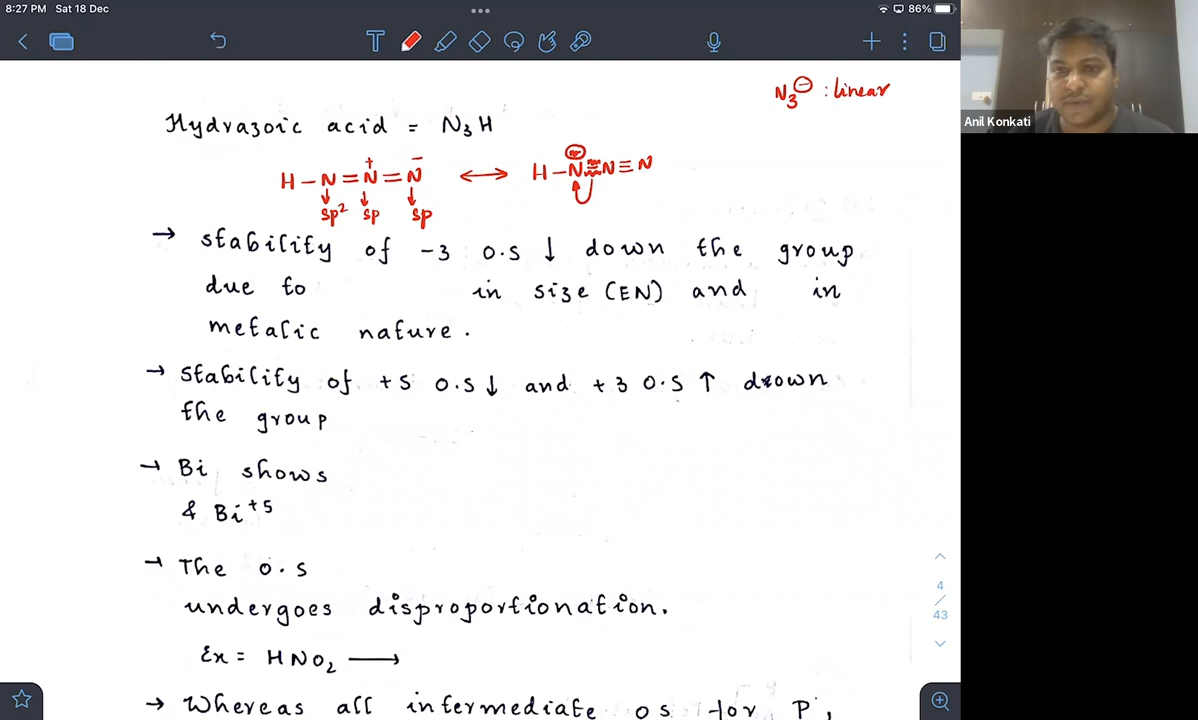 8:27 PM Sat 18 Dec
86%
N3⊖ : linear
Anil Konkati
Hydrazoic acid = N3H
H – N = N⁺ = N⁻ ⟷ H – N⊖ – N ≡ N
sp² sp sp
→ stability of -3 O.S ↓ down the group
due to in size (EN) and in
metalic nature.
→ stability of +5 O.S ↓ and +3 O.S ↑ drown
the group
→ Bi shows
& Bi+5
→ The O.S
undergoes disproportionation.
Ex = HNO2 ⟶
→ Whereas all intermediate os for P,
4
/
43